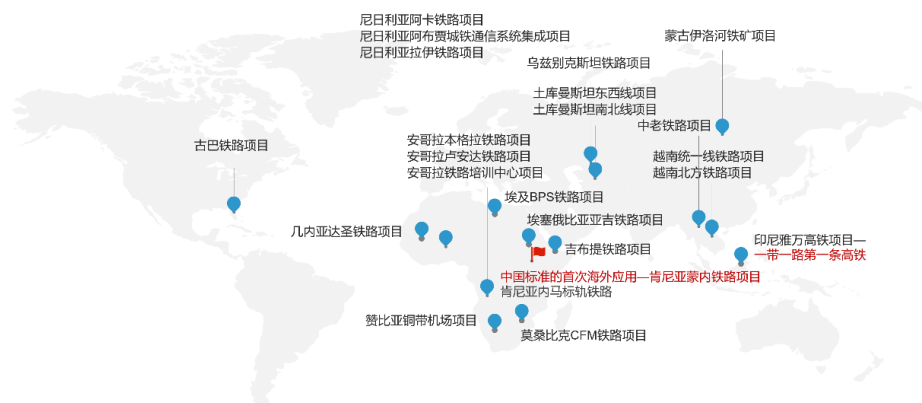 尼日利亚阿卡铁路项目
尼日利亚阿布贾城铁通信系统集成项目
尼日利亚拉伊铁路项目
蒙古伊洛河铁矿项目
乌兹别克斯坦铁路项目
土库曼斯坦东西线项目
土库曼斯坦南北线项目
中老铁路项目
古巴铁路项目
安哥拉本格拉铁路项目
安哥拉卢安达铁路项目
安哥拉铁路培训中心项目
越南统一线铁路项目
越南北方铁路项目
埃及BPS铁路项目
几内亚达圣铁路项目
埃塞俄比亚亚吉铁路项目
吉布提铁路项目
印尼雅万高铁项目—
一带一路第一条高铁
中国标准的首次海外应用—肯尼亚蒙内铁路项目
肯尼亚内马标轨铁路
赞比亚铜带机场项目
莫桑比克CFM铁路项目